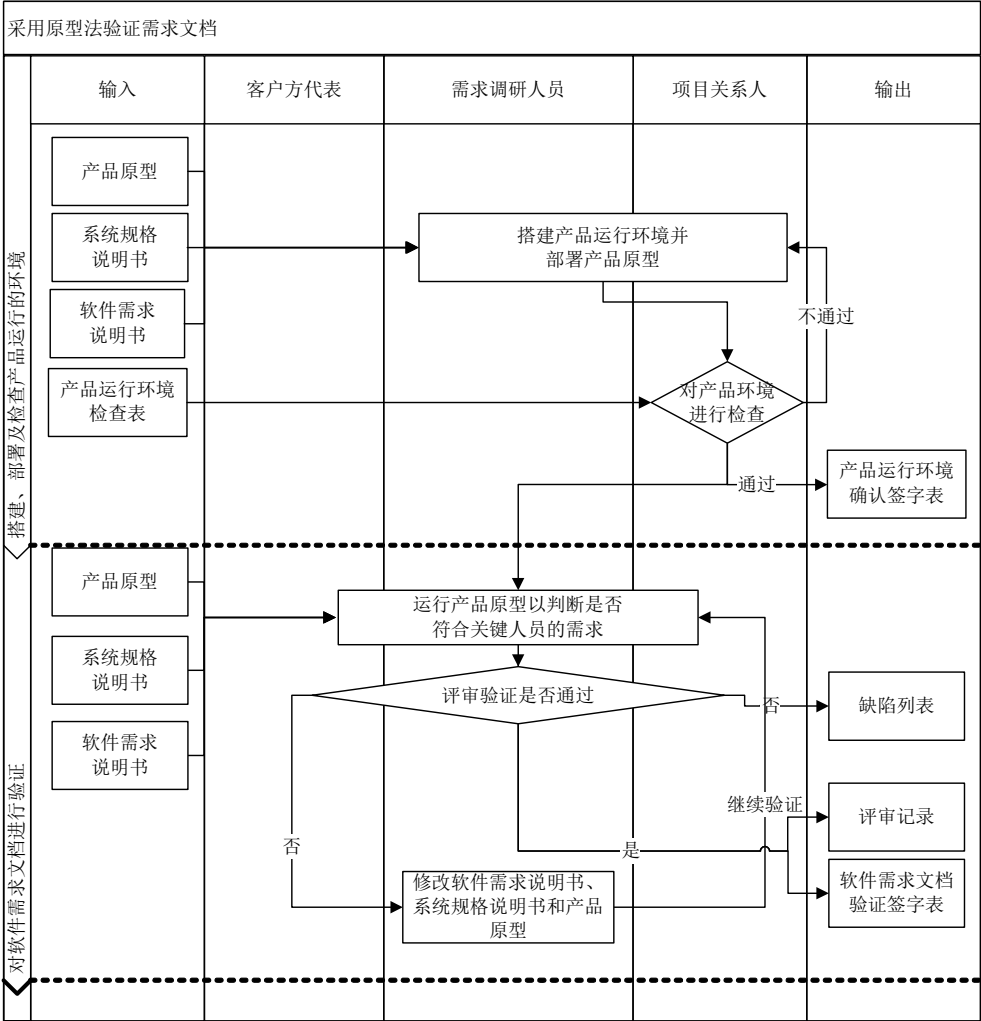 采用原型法验证需求文档
输入
客户方代表
需求调研人员
项目关系人
输出
搭建、部署及检查产品运行的环境
产品原型
系统规格
说明书
搭建产品运行环境并
部署产品原型
软件需求
说明书
不通过
产品运行环境
检查表
对产品环境
进行检查
通过
产品运行环境
确认签字表
对软件需求文档进行验证
产品原型
运行产品原型以判断是否
符合关键人员的需求
系统规格
说明书
评审验证是否通过
否
缺陷列表
软件需求
说明书
继续验证
评审记录
否
是
修改软件需求说明书、
系统规格说明书和产品
原型
软件需求文档
验证签字表